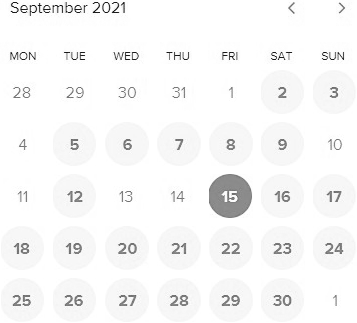 September 2021
MON TUE WED THU FRI SAT SUN
28 29 30 31 1 2 3
4 5 6 7 8 9 10
11 12 13 14 15 16 17
18 19 20 21 22 23 24
25 26 27 28 29 30 1